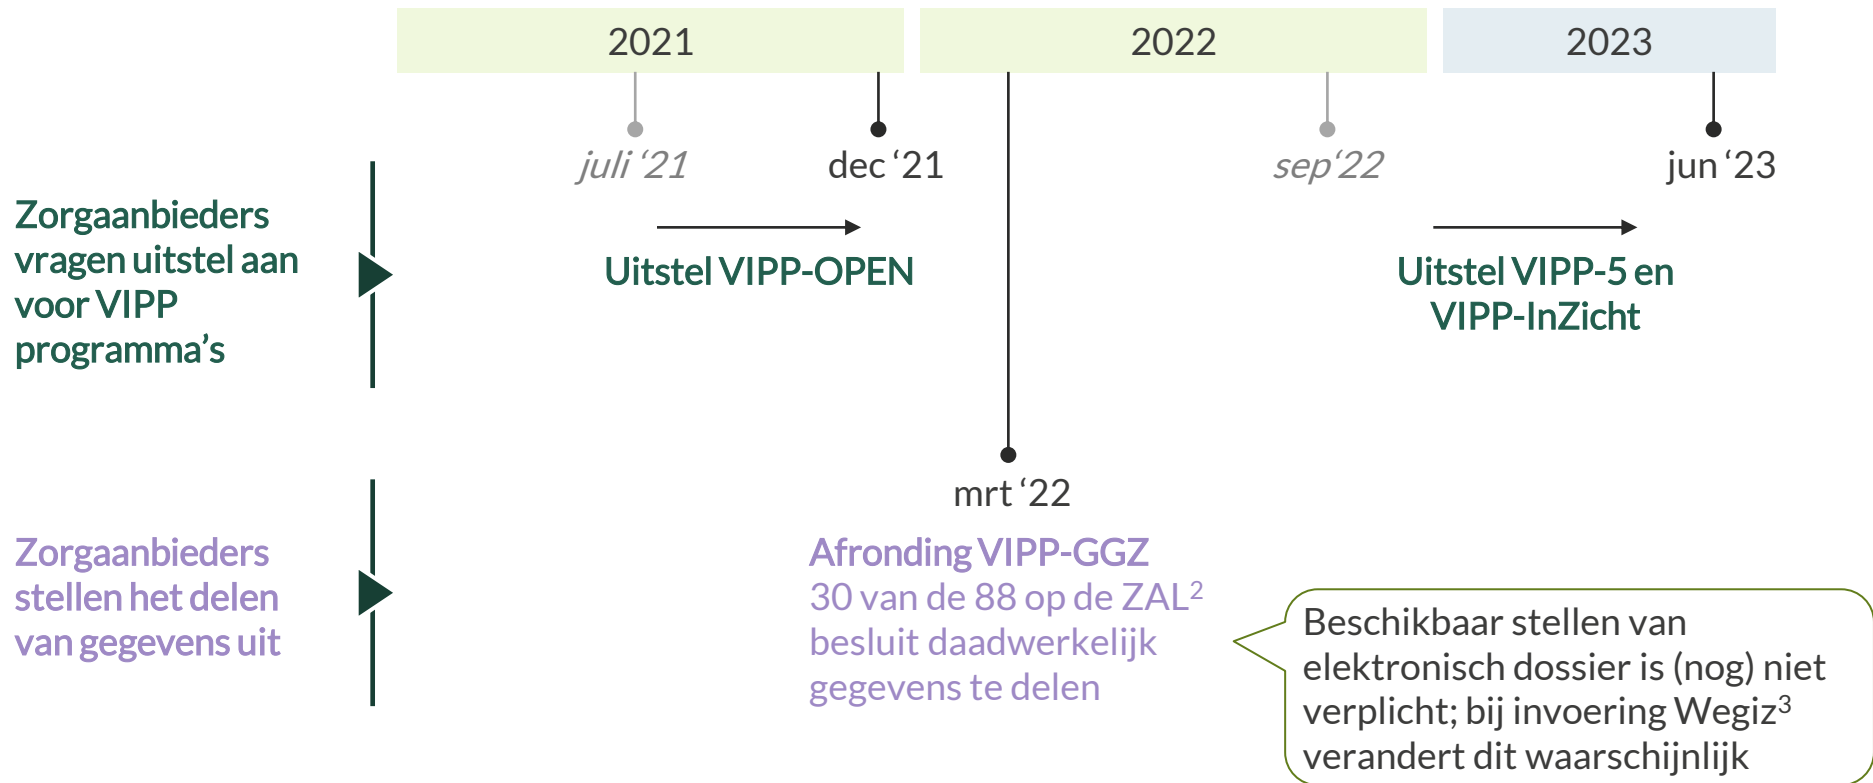 2021
2022
2023
juli ‘21
dec ‘21
sep‘22
jun ‘23
Zorgaanbieders
vragen uitstel aan
voor VIPP
programma’s
Uitstel VIPP-OPEN
Uitstel VIPP-5 en
VIPP-InZicht
mrt ‘22
Zorgaanbieders
stellen het delen
van gegevens uit
Afronding VIPP-GGZ
30 van de 88 op de ZAL²
besluit daadwerkelijk
gegevens te delen
Beschikbaar stellen van
elektronisch dossier is (nog) niet
verplicht; bij invoering Wegiz³
verandert dit waarschijnlijk